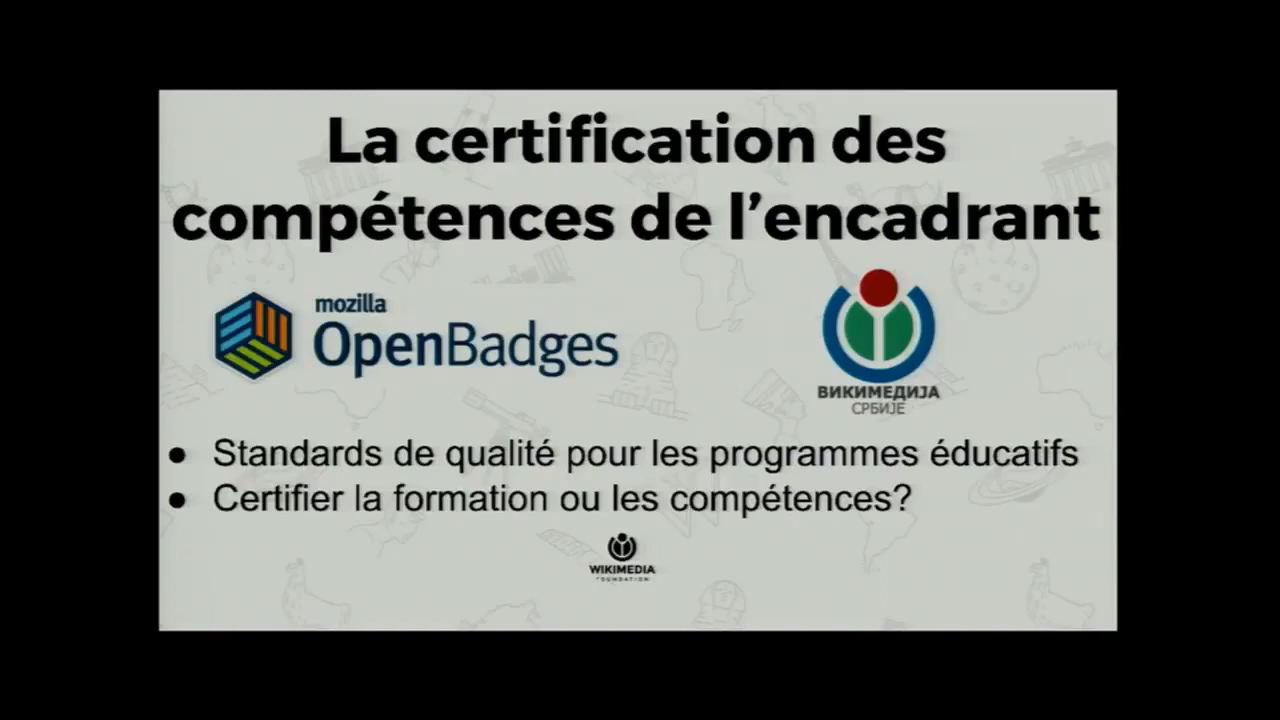 La certification des
compétences de l’encadrant
mozilla
OpenBadges
ВИКИМЕДИЈА
СРБИЈЕ
● Standards de qualité pour les programmes éducatifs
● Certifier la formation ou les compétences?
WIKIMEDIA
FOUNDATION